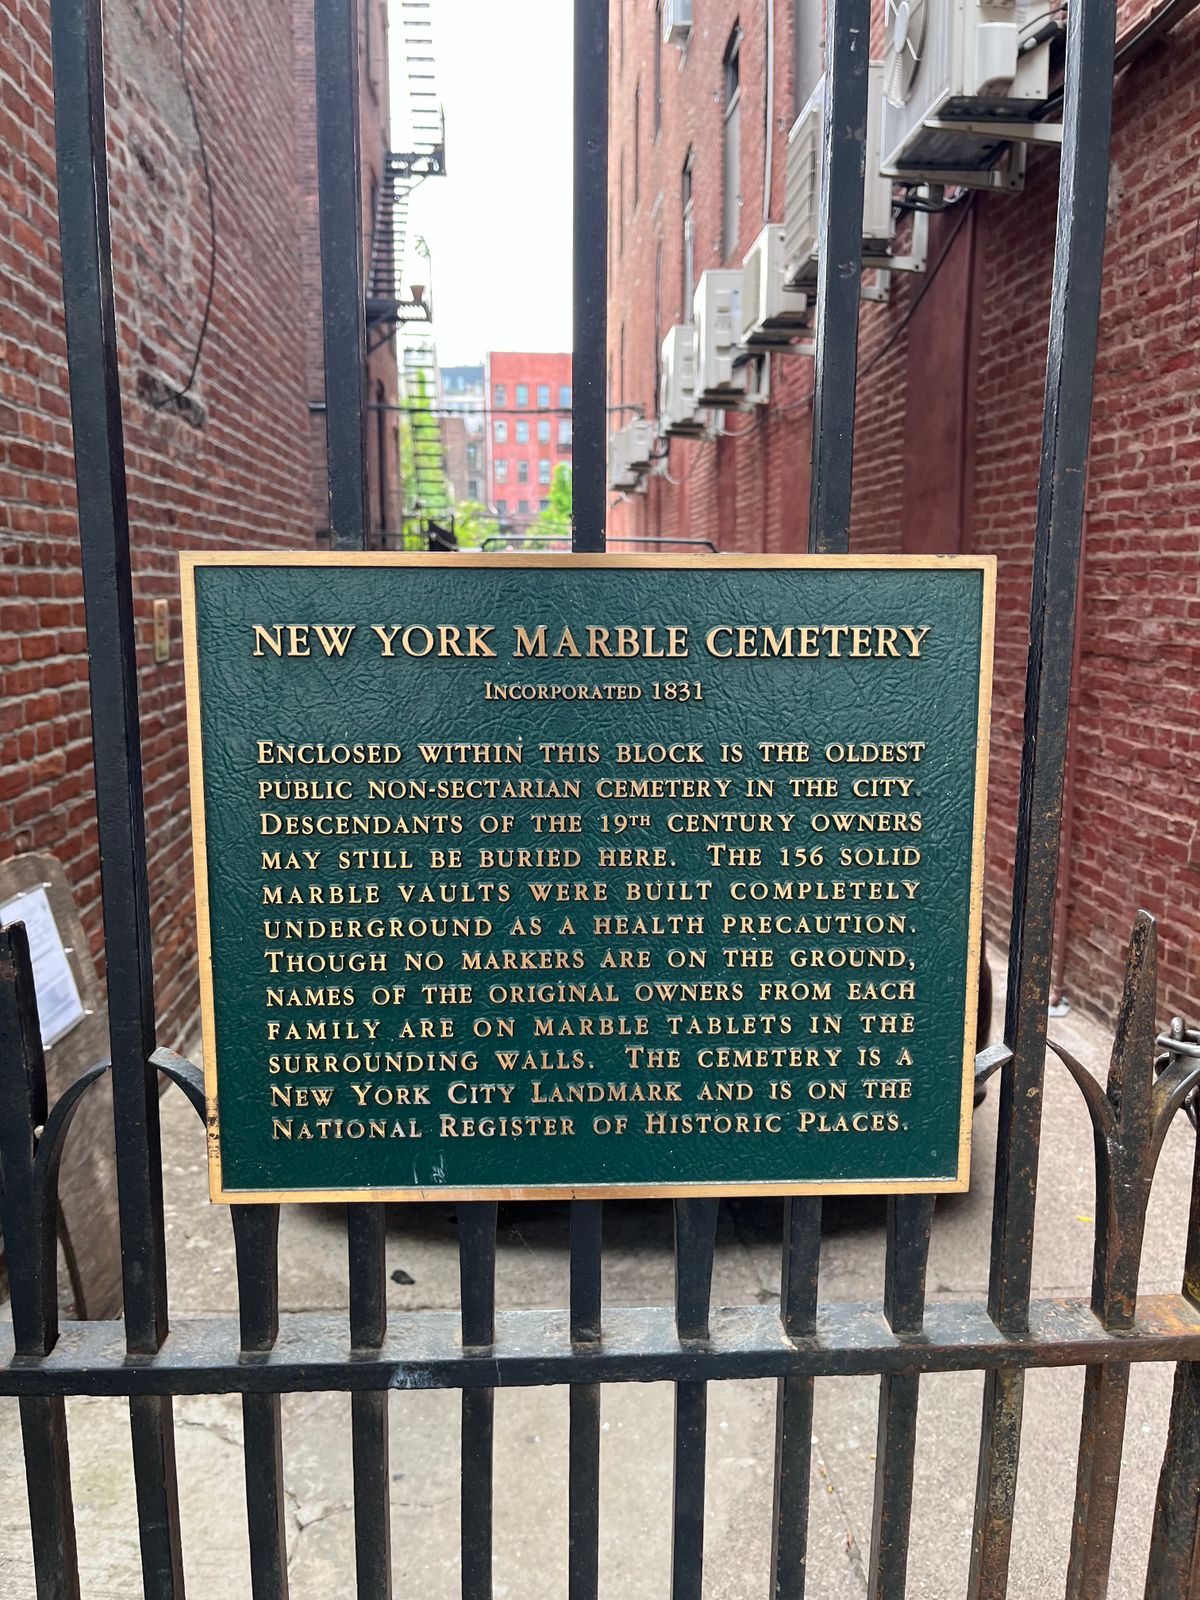 NEW YORK MARBLE CEMETERY
INCORPORATED 1831
ENCLOSED WITHIN THIS BLOCK IS THE OLDEST
PUBLIC NON-SECTARIAN CEMETERY IN THE CITY.
DESCENDANTS OF THE 19TH CENTURY OWNERS
MAY STILL BE BURIED HERE. THE 156 SOLID
MARBLE VAULTS WERE BUILT COMPLETELY
UNDERGROUND AS A HEALTH PRECAUTION.
THOUGH NO MARKERS ARE ON THE GROUND,
NAMES OF THE ORIGINAL OWNERS FROM EACH
FAMILY ARE ON MARBLE TABLETS IN THE
SURROUNDING WALLS. THE CEMETERY IS A
NEW YORK CITY LANDMARK AND IS ON THE
NATIONAL REGISTER OF HISTORIC PLACES.